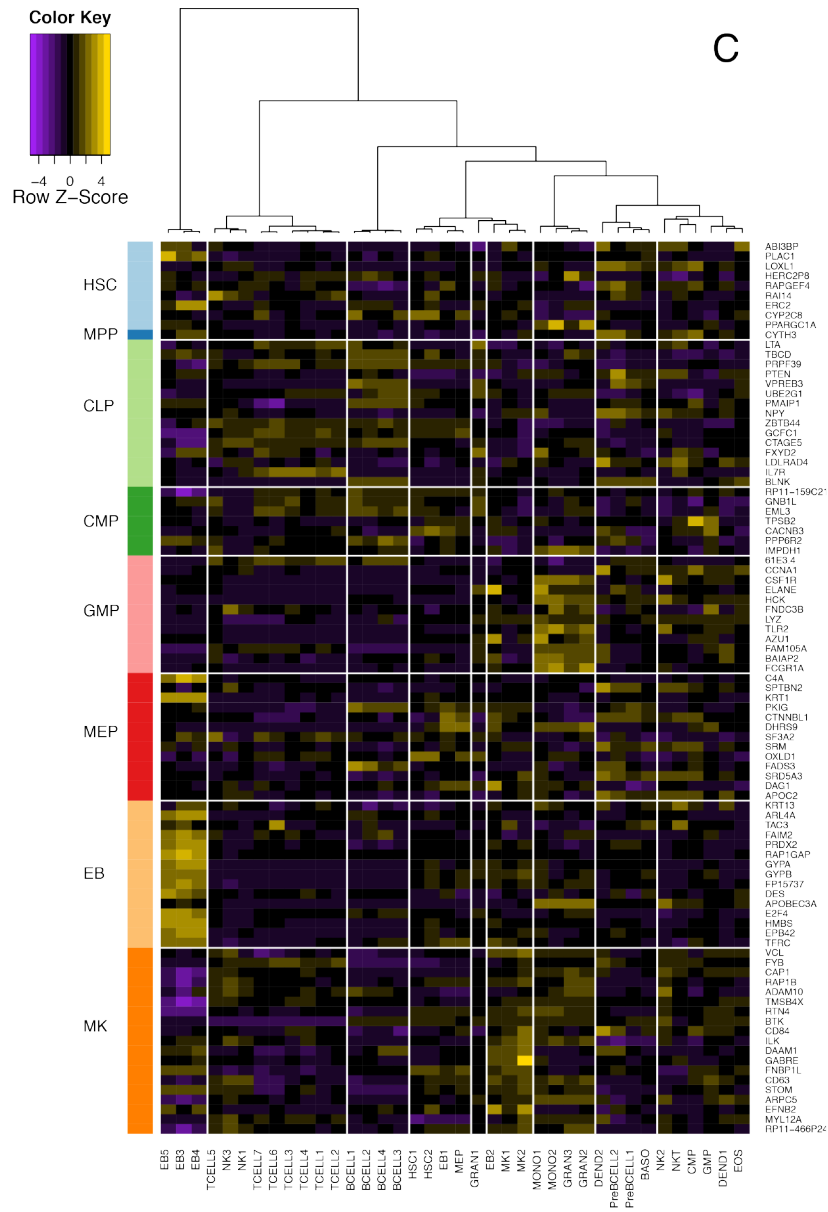 Color Key
C
−4 0 4
Row Z−Score
HSC
MPP
CLP
CMP
GMP
MEP
EB
MK
ABI3BP
PLAC1
LOXL1
HERC2P8
RAPGEF4
RAI14
ERC2
CYP2C8
PPARGC1A
CYTH3
LTA
TBCD
PRPF39
PTEN
VPREB3
UBE2G1
PMAIP1
NPY
ZBTB44
GCFC1
CTAGE5
FXYD2
LDLRAD4
IL7R
BLNK
RP11−159C21
GNB1L
EML3
TPSB2
CACNB3
PPP6R2
IMPDH1
61E3.4
CCNA1
CSF1R
ELANE
HCK
FNDC3B
LYZ
TLR2
AZU1
FAM105A
BAIAP2
FCGR1A
C4A
SPTBN2
KRT1
PKIG
CTNNBL1
DHRS9
SF3A2
SRM
OXLD1
FADS3
SRD5A3
DAG1
APOC2
KRT13
ARL4A
TAC3
FAIM2
PRDX2
RAP1GAP
GYPA
GYPB
FP15737
DES
APOBEC3A
E2F4
HMBS
EPB42
TFRC
VCL
FYB
CAP1
RAP1B
ADAM10
TMSB4X
RTN4
BTK
CD84
ILK
DAAM1
GABRE
FNBP1L
CD63
STOM
ARPC5
EFNB2
MYL12A
RP11−466P24
EB5
EB3
EB4
TCELL5
NK3
NK1
TCELL7
TCELL6
TCELL3
TCELL4
TCELL1
TCELL2
BCELL1
BCELL2
BCELL4
BCELL3
HSC1
HSC2
EB1
MEP
GRAN1
EB2
MK1
MK2
MONO1
MONO2
GRAN3
GRAN2
DEND2
PreBCELL2
PreBCELL1
BASO
NK2
NKT
CMP
GMP
DEND1
EOS